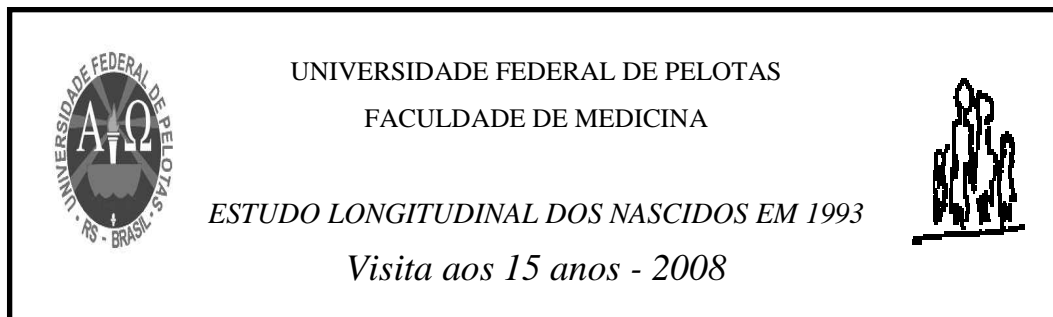 UNIVERSIDADE FEDERAL DE PELOTAS
UNIVERSIDADE FEDERAL DE PELOTAS
FACULDADE DE MEDICINA
Α Ω
RS - BRASIL
ESTUDO LONGITUDINAL DOS NASCIDOS EM 1993
Visita aos 15 anos - 2008